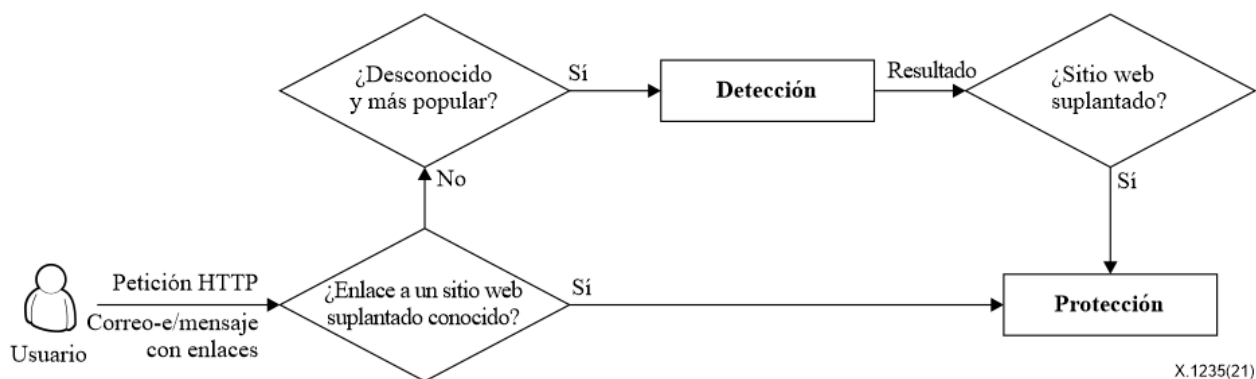 ¿Desconocido
y más popular?
Sí
Detección
Resultado
¿Sitio web
suplantado?
No
Sí
Petición HTTP
Correo-e/mensaje
con enlaces
Usuario
¿Enlace a un sitio web
suplantado conocido?
Sí
Protección
X.1235(21)